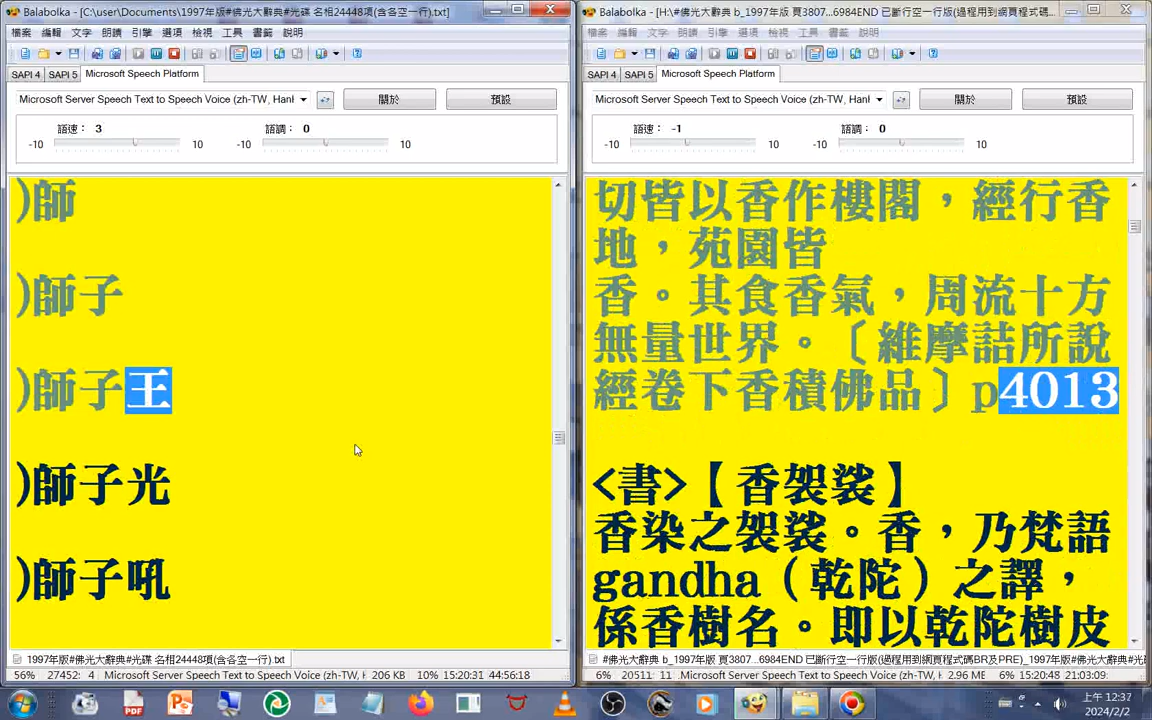 Balabolka - [C:\user\Documents\1997年版#佛光大辭典#光碟 名相24448項(含各空一行).txt]
檔案 編輯 文字 朗讀 引擎 選項 檢視 工具 書籤 說明
SAPI 4 SAPI 5 Microsoft Speech Platform
Microsoft Server Speech Text to Speech Voice (zh-TW, Hanl
關於 預設
語速： 3 語調： 0
-10 10 -10 10
)師
)師子
)師子王
)師子光
)師子吼
1997年版#佛光大辭典#光碟 名相24448項(含各空一行).txt
56% 27452: 4 Microsoft Server Speech Text to Speech Voice (zh-TW, H 206 KB 10% 15:20:31 44:56:18
Balabolka - [H:\#佛光大辭典 b_1997年版 頁3807...6984END 已斷行空一行版(過程用到網頁程式碼
檔案 編輯 文字 朗讀 引擎 選項 檢視 工具 書籤 說明
SAPI 4 SAPI 5 Microsoft Speech Platform
Microsoft Server Speech Text to Speech Voice (zh-TW, Hanl
關於 預設
語速： -1 語調： 0
-10 10 -10 10
切皆以香作樓閣，經行香
地，苑園皆
香。其食香氣，周流十方
無量世界。〔維摩詰所說
經卷下香積佛品〕p4013
<書>【香袈裟】
香染之袈裟。香，乃梵語
gandha（乾陀）之譯，
係香樹名。即以乾陀樹皮
#佛光大辭典 b_1997年版 頁3807...6984END 已斷行空一行版(過程用到網頁程式碼BR及PRE)_1997年版#光
6% 20511: 11 Microsoft Server Speech Text to Speech Voice (zh-TW, H 2.96 MB 6% 15:20:48 21:03:09:
上午 12:37
2024/2/2